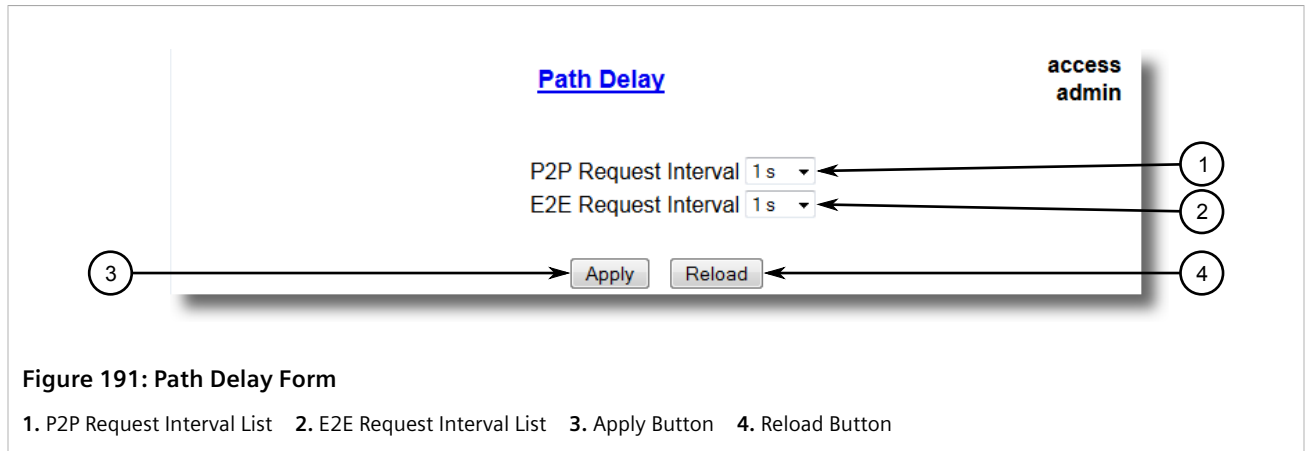 Path Delay
access
admin
P2P Request Interval 1 s
1
E2E Request Interval 1 s
2
3
Apply Reload
4
Figure 191: Path Delay Form
1. P2P Request Interval List 2. E2E Request Interval List 3. Apply Button 4. Reload Button